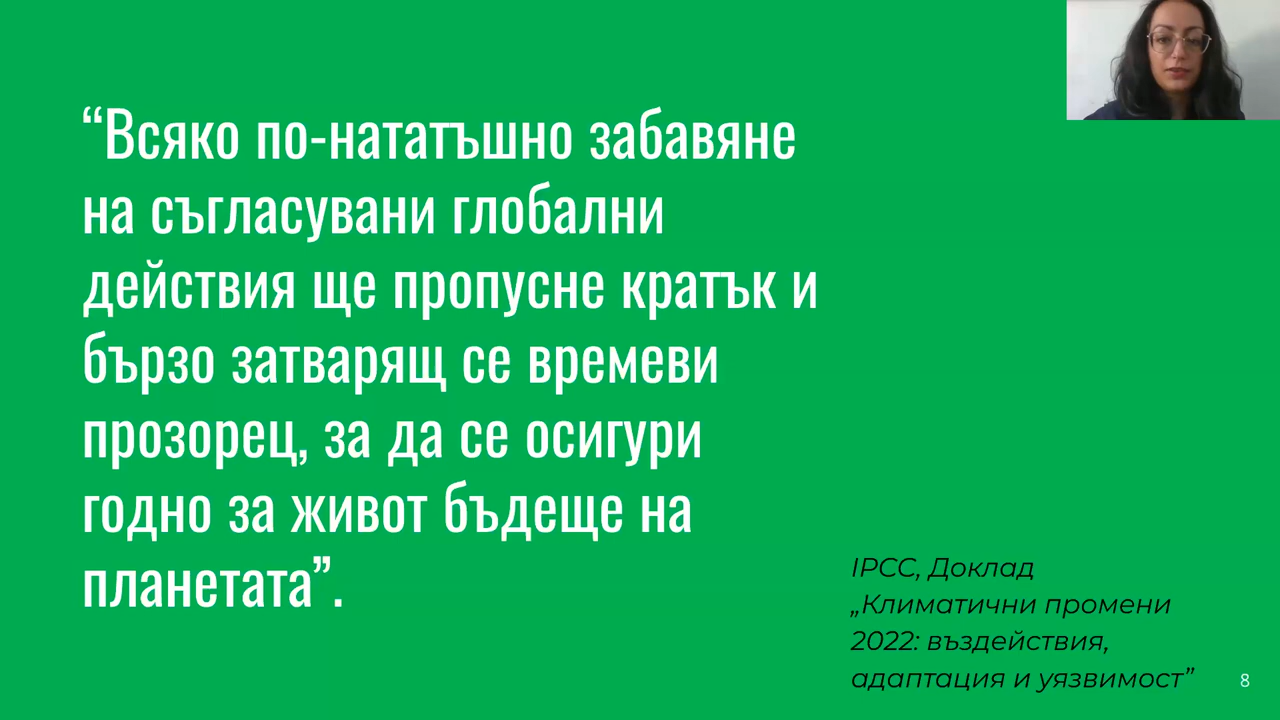 “Всяко по-нататъшно забавяне
на съгласувани глобални
действия ще пропусне кратък и
бързо затварящ се времеви
прозорец, за да се осигури
годно за живот бъдеще на
планетата”.
IPCC, Доклад
„Климатични промени
2022: въздействия,
адаптация и уязвимост”
8